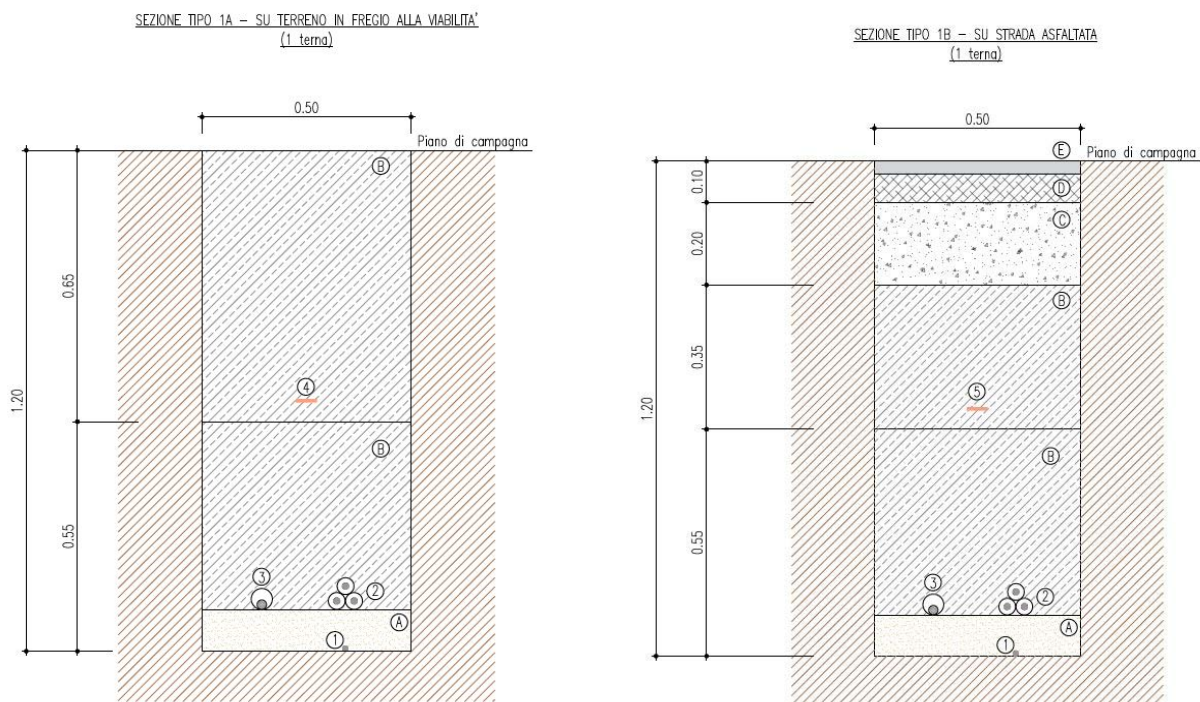 SEZIONE TIPO 1A – SU TERRENO IN FREGIO ALLA VIABILITA'
(1 terna)
0.50
Piano di campagna
B
0.65
4
1.20
B
0.55
3
2
A
1
SEZIONE TIPO 1B – SU STRADA ASFALTATA
(1 terna)
0.50
E
Piano di campagna
0.10
D
C
0.20
B
0.35
5
1.20
B
0.55
3
2
A
1